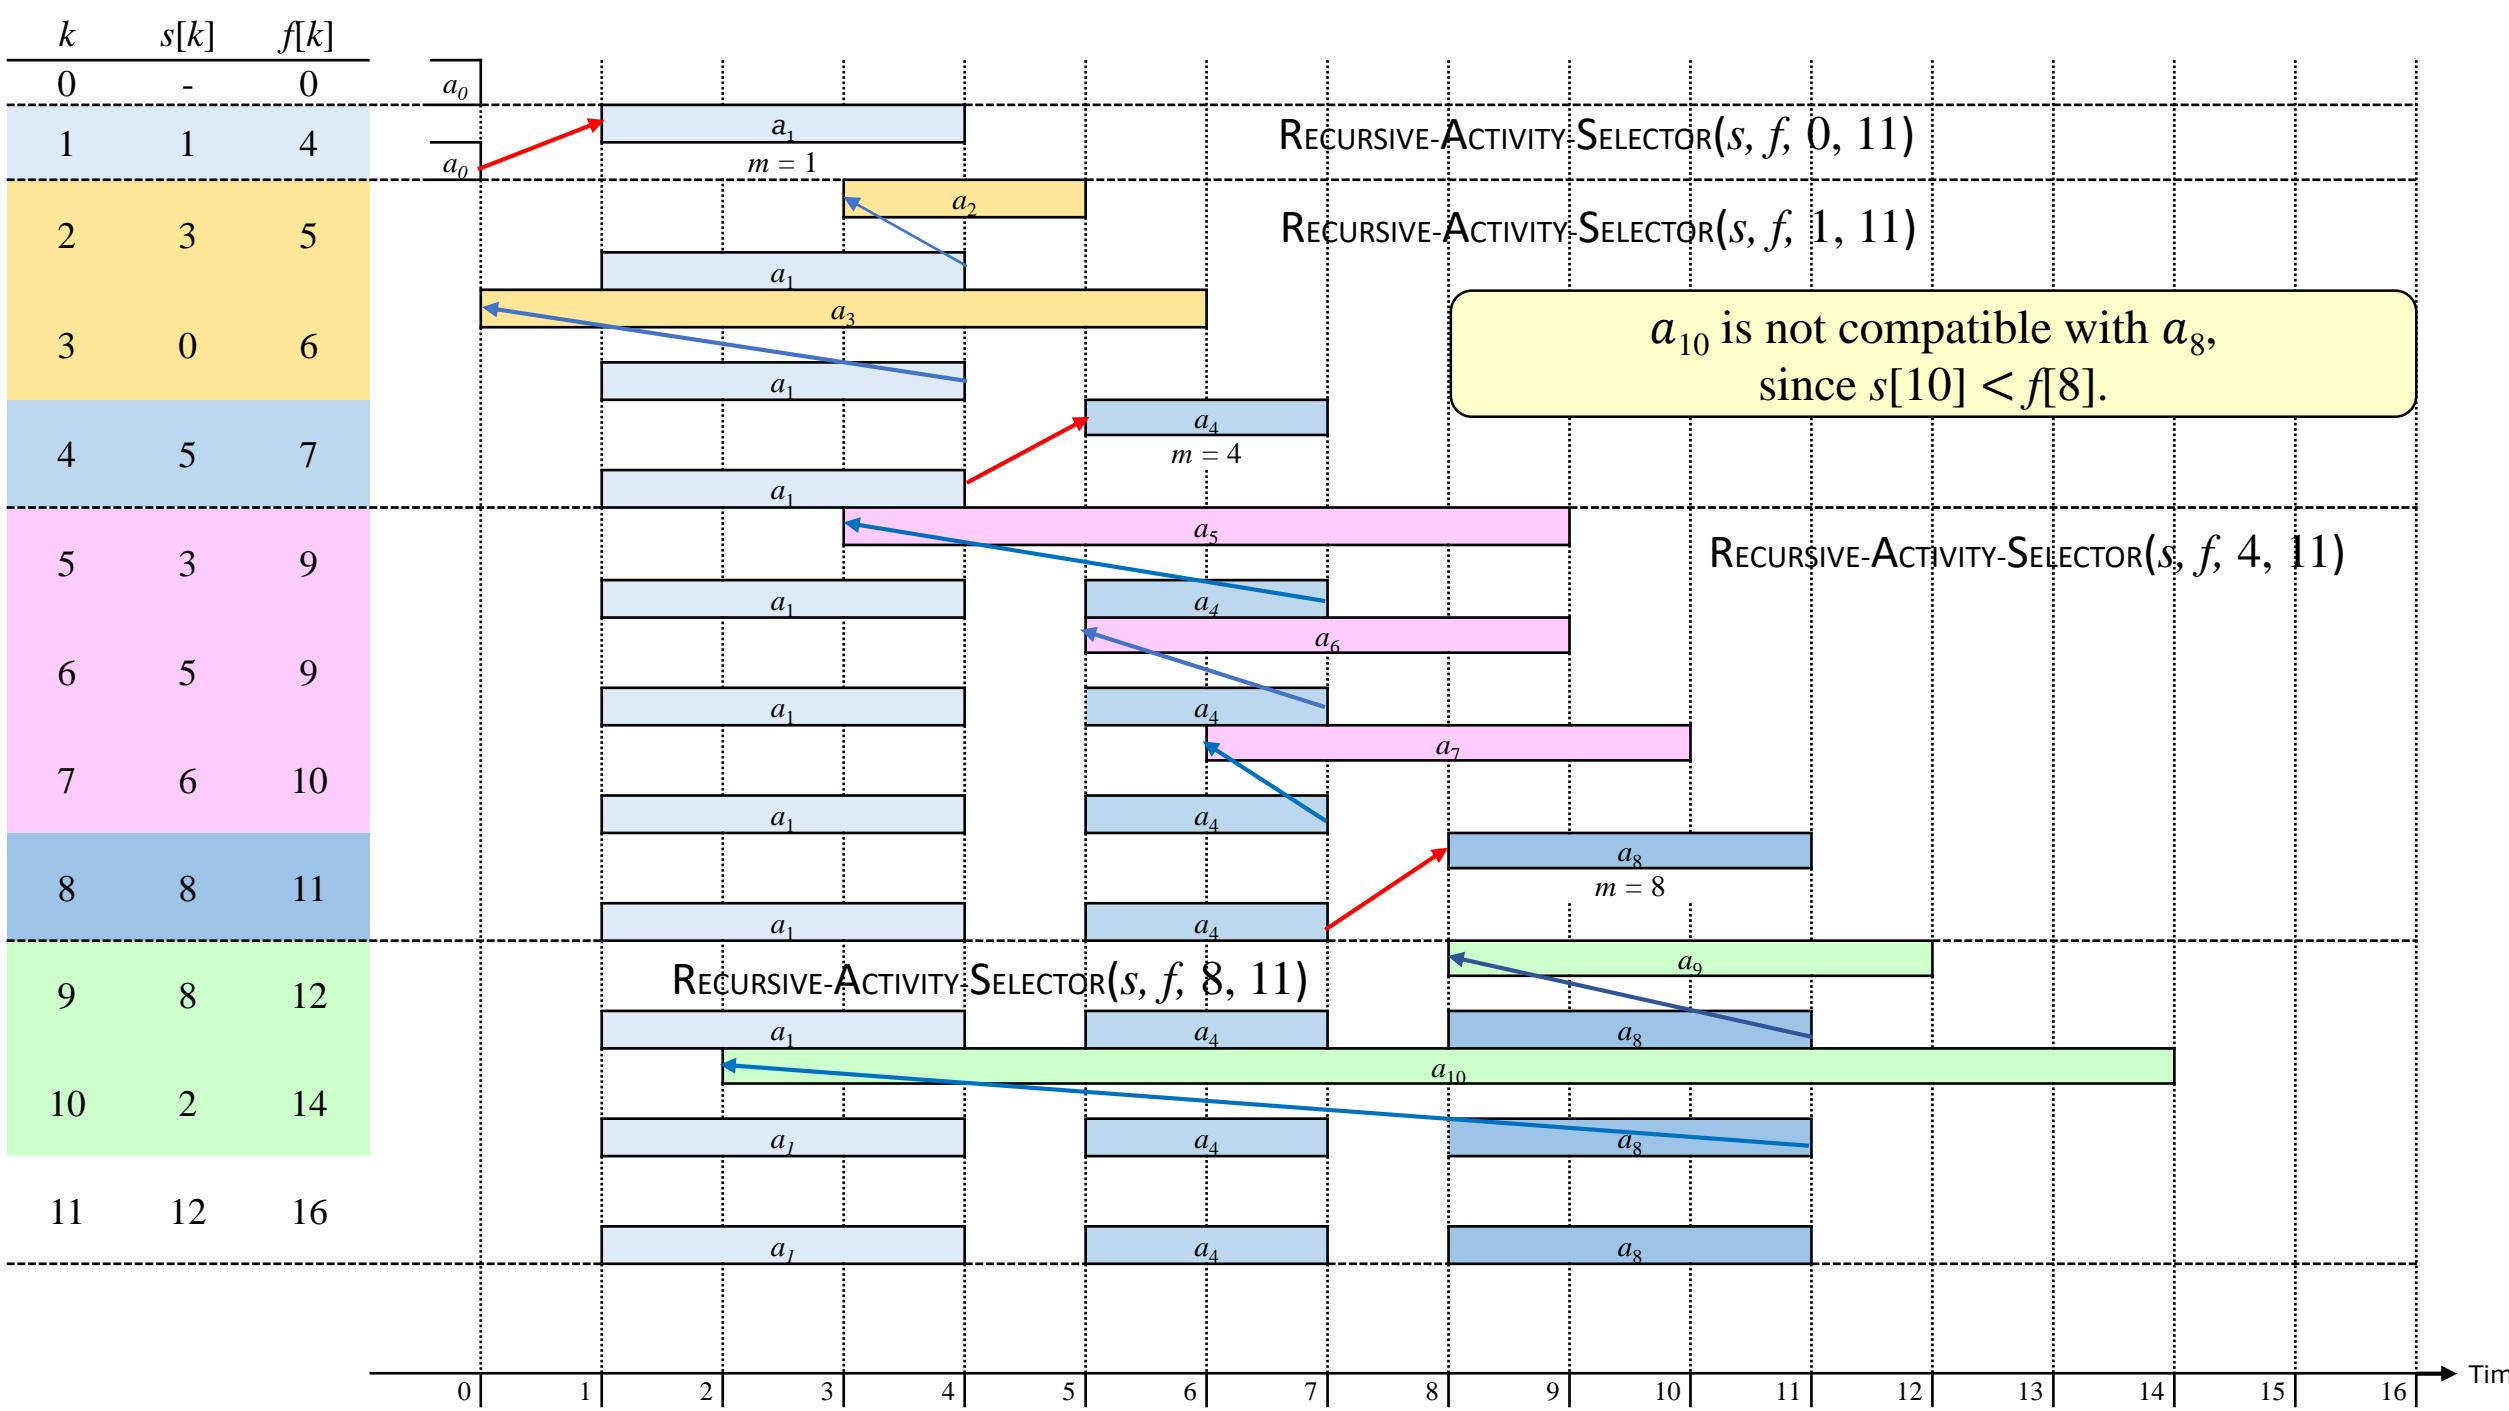 k s[k] f[k]
0 - 0 a0
a1
1 1 4 RECURSIVE-ACTIVITY-SELECTOR(s, f, 0, 11)
a0 m = 1
a2
2 3 5 RECURSIVE-ACTIVITY-SELECTOR(s, f, 1, 11)
a1
a3
a10 is not compatible with a8,
3 0 6
since s[10] < f[8].
a1
a4
4 5 7 m = 4
a1
a5
5 3 9 RECURSIVE-ACTIVITY-SELECTOR(s, f, 4, 11)
a1 a4
a6
6 5 9
a1 a4
a7
7 6 10
a1 a4
a8
8 8 11 m = 8
a1 a4
a9
RECURSIVE-ACTIVITY-SELECTOR(s, f, 8, 11)
9 8 12
a1 a4 a8
a10
10 2 14
a1 a4 a8
11 12 16
a1 a4 a8
Tim
0 1 2 3 4 5 6 7 8 9 10 11 12 13 14 15 16